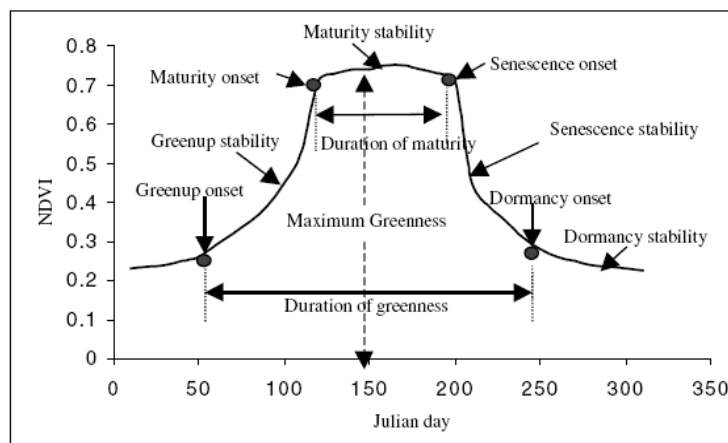 Maturity stability
0.8
Maturity onset
Senescence onset
0.7
0.6
Greenup stability
Duration of maturity
Senescence stability
0.5
NDVI
Greenup onset
Dormancy onset
0.4
Maximum Greenness
Dormancy stability
0.3
0.2
Duration of greenness
0.1
0
0 50 100 150 200 250 300 350
Julian day